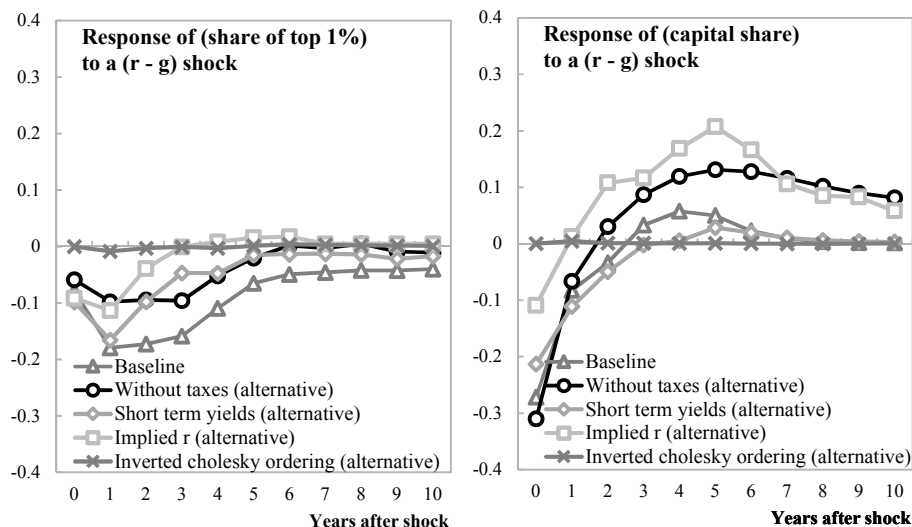 Response of (share of top 1%)
to a (r - g) shock
0.4
0.3
0.2
0.1
0
-0.1
-0.2
-0.3
-0.4
Baseline
Without taxes (alternative)
Short term yields (alternative)
Implied r (alternative)
Inverted cholesky ordering (alternative)
0 1 2 3 4 5 6 7 8 9 10
Years after shock
Response of (capital share)
to a (r - g) shock
0.4
0.3
0.2
0.1
0
-0.1
-0.2
-0.3
-0.4
Baseline
Without taxes (alternative)
Short term yields (alternative)
Implied r (alternative)
Inverted cholesky ordering (alternative)
0 1 2 3 4 5 6 7 8 9 10
Years after shock